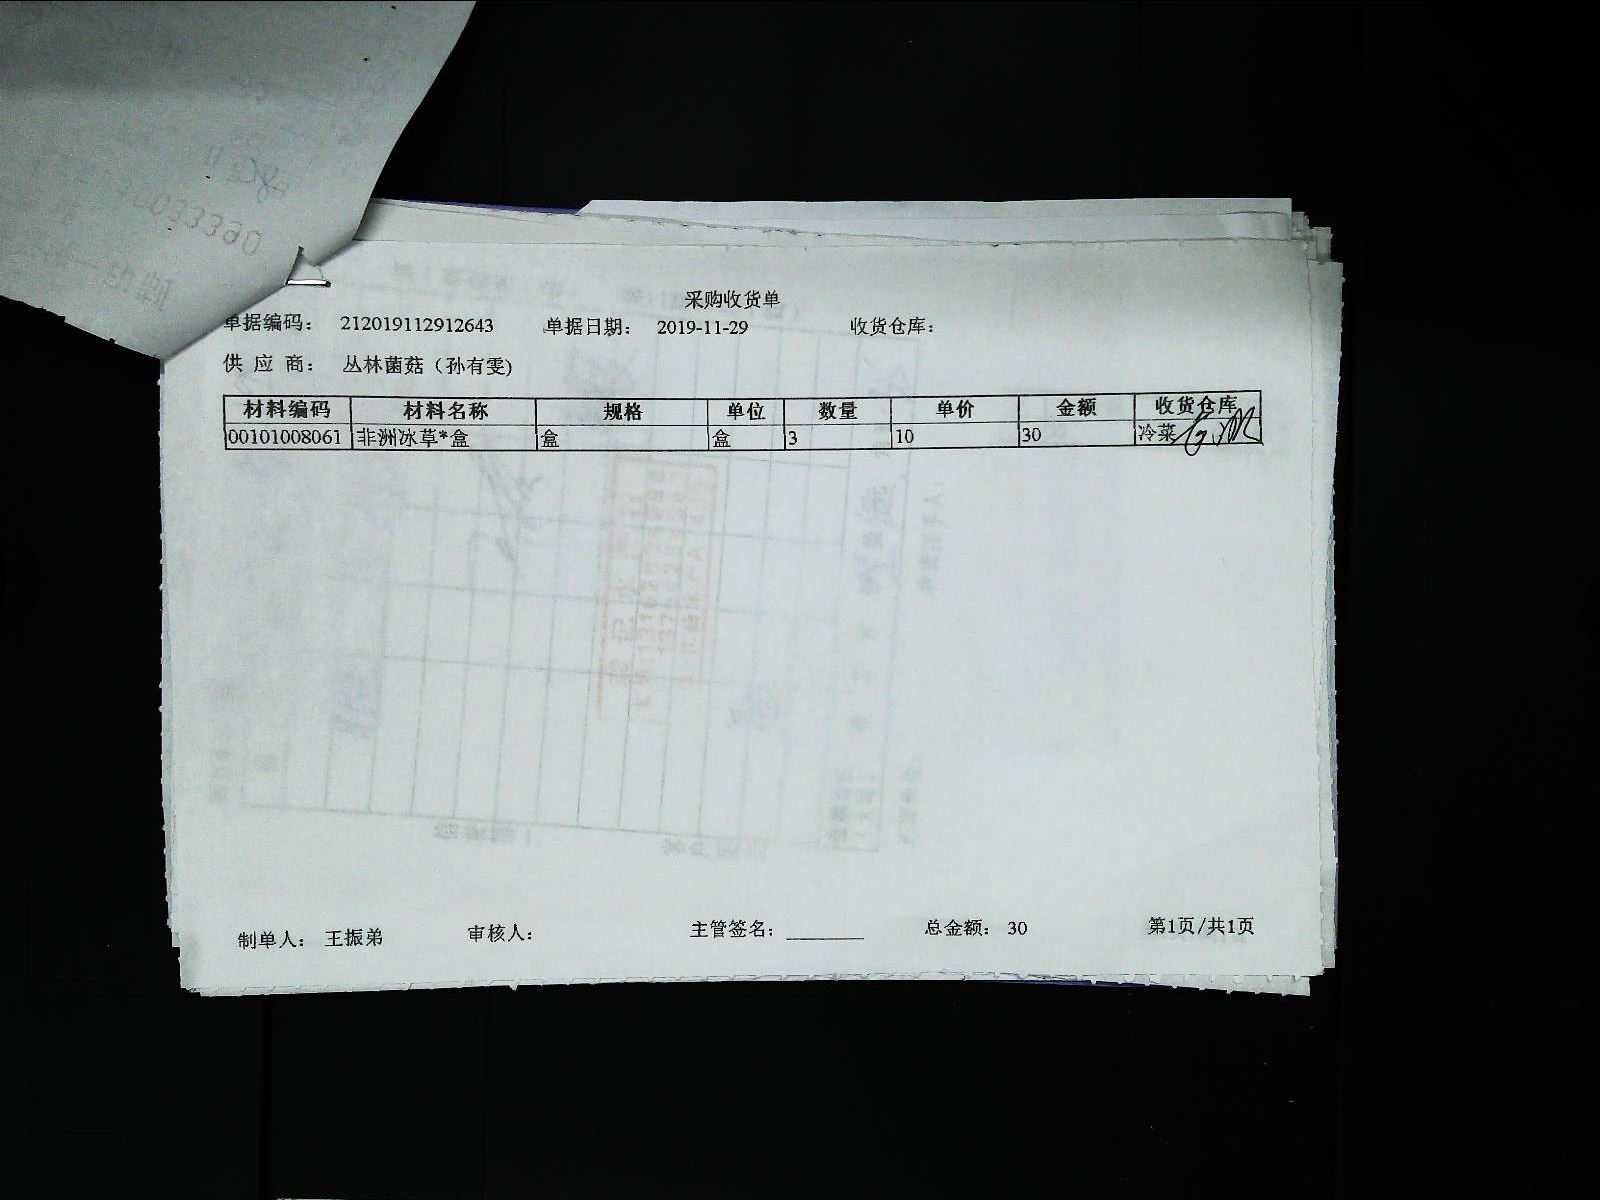 采购收货单
单据编码： 212019112912643 单据日期： 2019-11-29 收货仓库：
供 应 商： 丛林菌菇（孙有雯)
材料编码 材料名称 规格 单位 数量 单价 金额 收货仓库
00101008061 非洲冰草*盒 盒 盒 3 10 30 冷菜
制单人： 王振弟 审核人： 主管签名： ________ 总金额： 30 第1页/共1页